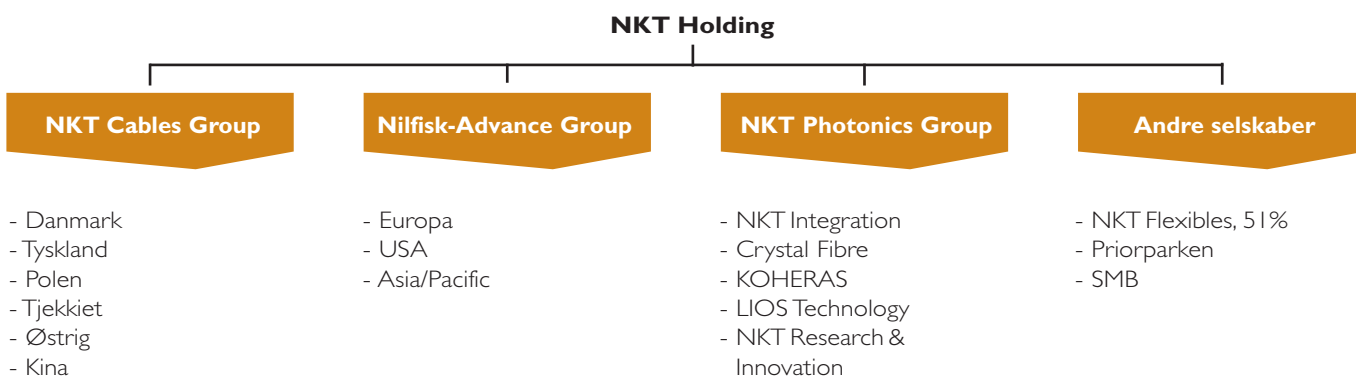 NKT Holding
NKT Cables Group
- Danmark
- Tyskland
- Polen
- Tjekkiet
- Østrig
- Kina
Nilfisk-Advance Group
- Europa
- USA
- Asia/Pacific
NKT Photonics Group
- NKT Integration
- Crystal Fibre
- KOHERAS
- LIOS Technology
- NKT Research &
Innovation
Andre selskaber
- NKT Flexibles, 51%
- Priorparken
- SMB